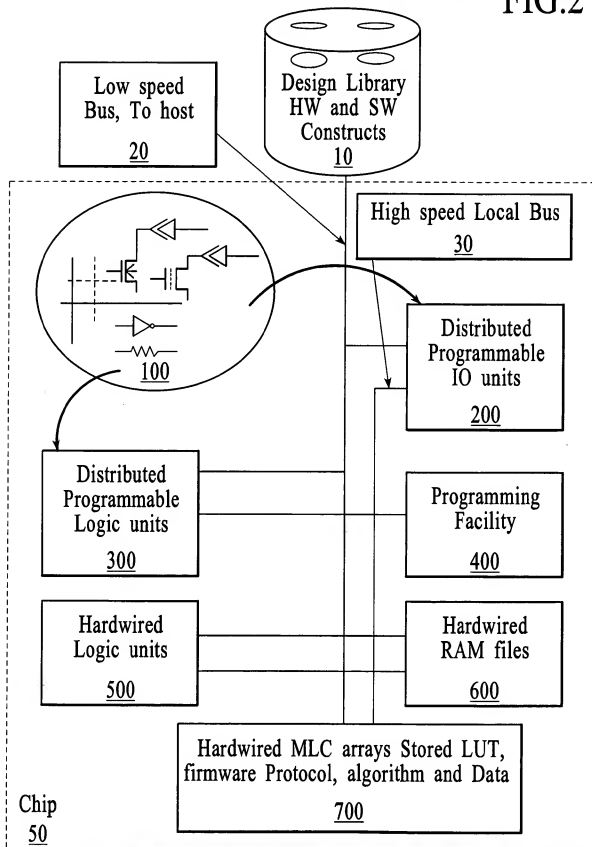 FIG.2
Design Library
HW and SW
Constructs
10
Low speed
Bus, To host
20
High speed Local Bus
30
100
Distributed
Programmable
IO units
200
Distributed
Programmable
Logic units
300
Programming
Facility
400
Hardwired
Logic units
500
Hardwired
RAM files
600
Hardwired MLC arrays Stored LUT,
firmware Protocol, algorithm and Data
700
Chip
50